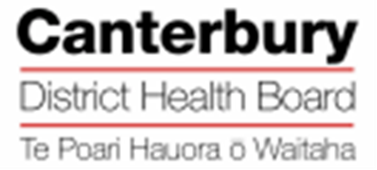 Canterbury
District Health Board
Te Poari Hauora ō Waitaha